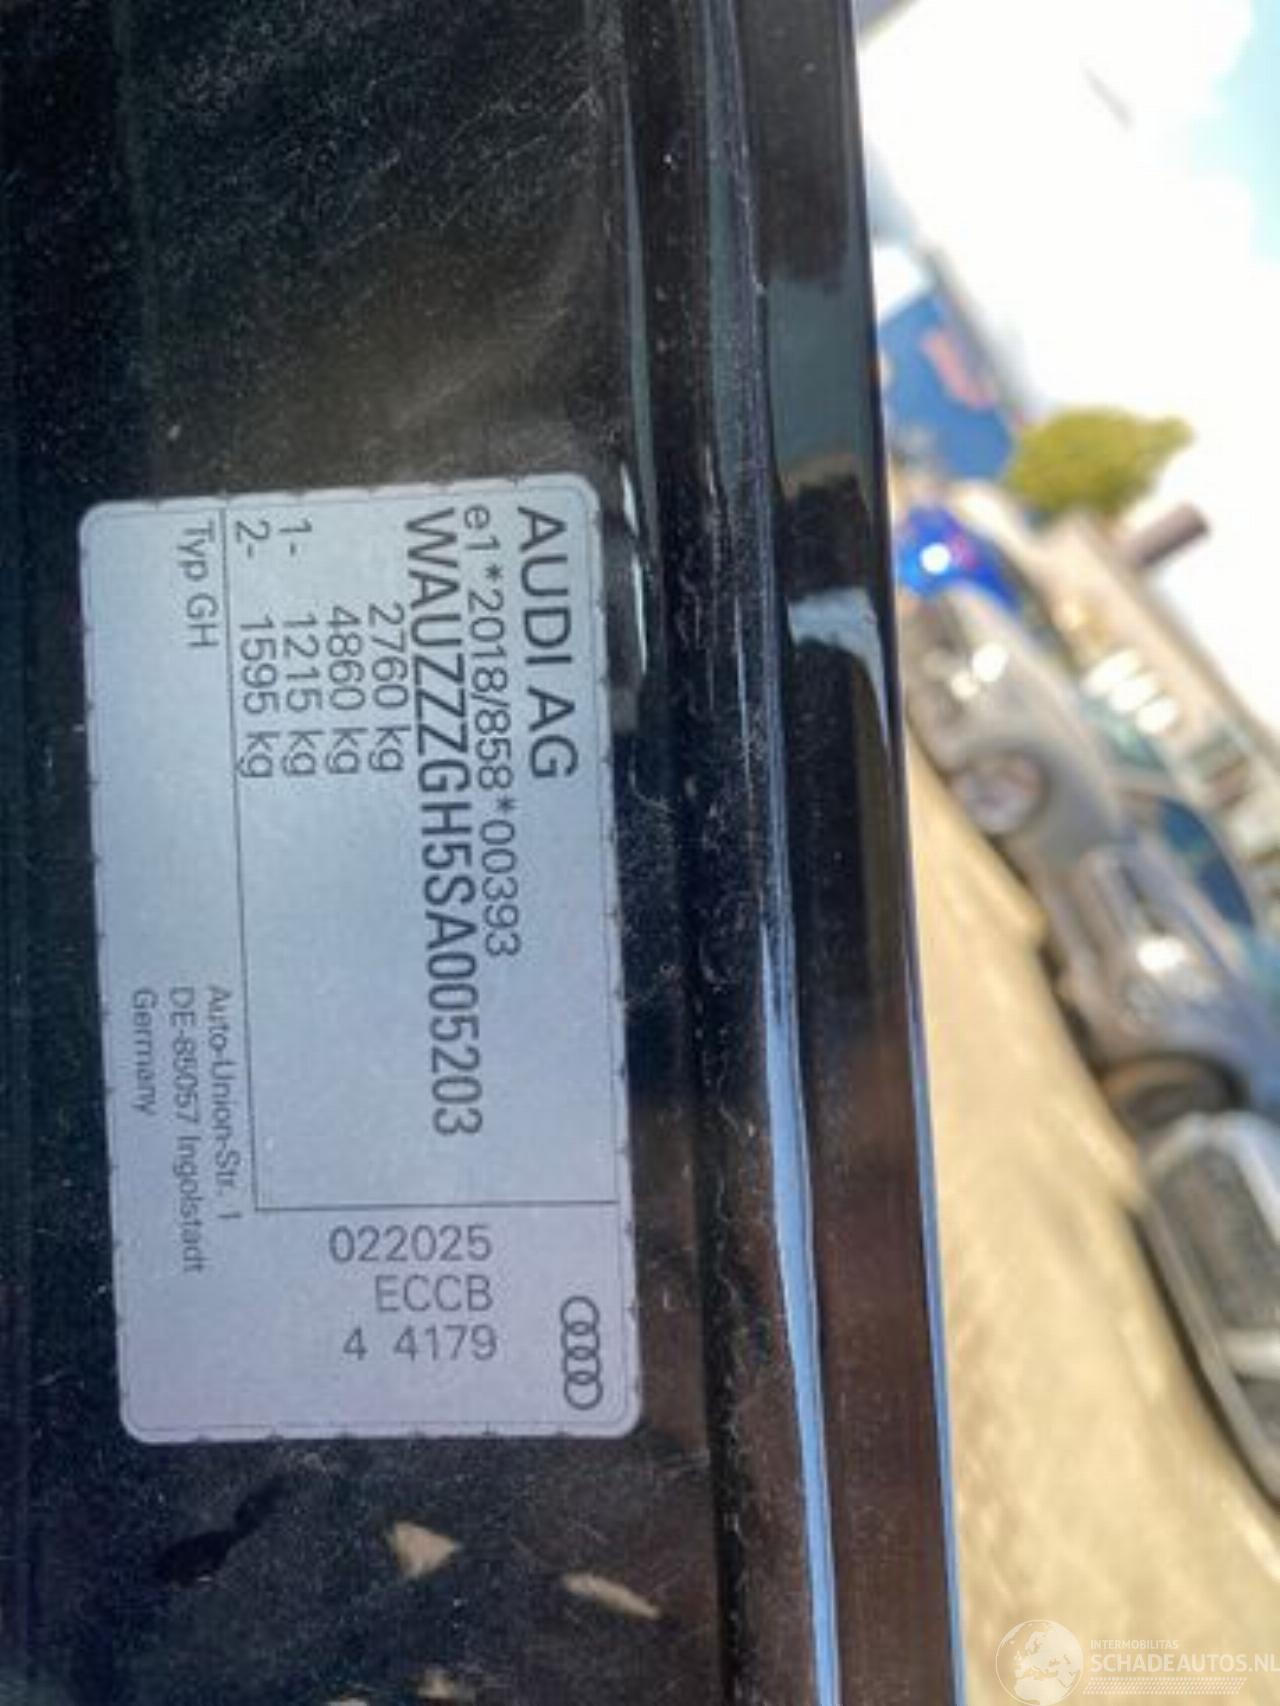 AUDI AG
e1*2018/858*00393
WAUZZZGH5SA005203
2760 kg
4860 kg
1- 1215 kg
2- 1595 kg
Typ GH
Auto-Union-Str. 1
DE-85057 Ingolstadt
Germany
022025
ECCB
4 4179
INTERMOBILITAS
SCHADEAUTOS.NL